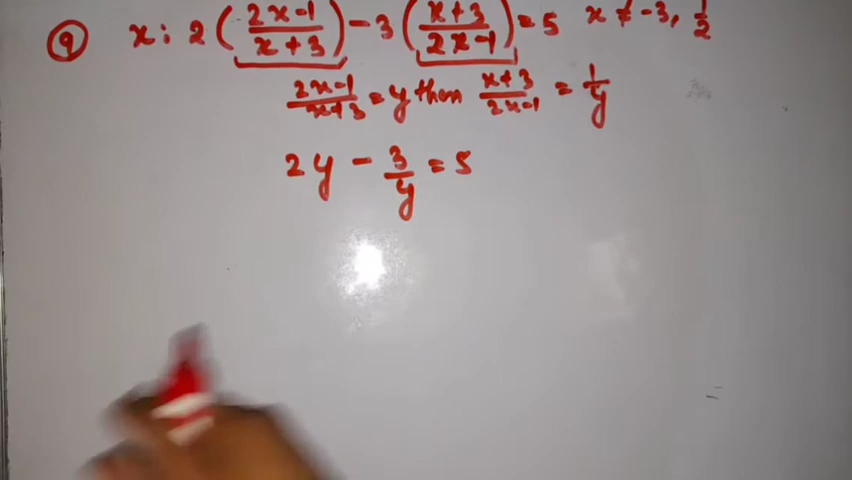 9 x: 2((2x-1)/(x+3)) - 3((x+3)/(2x-1)) = 5 x ≠ -3, 1/2
(2x-1)/(x+3) = y then (x+3)/(2x-1) = 1/y
2y - 3/y = 5